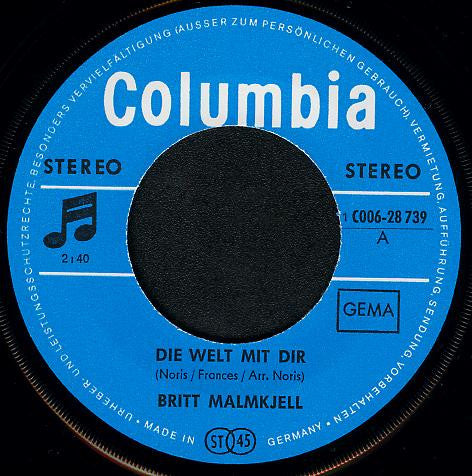 URHEBER- UND LEISTUNGSSCHUTZRECHTE, BESONDERS VERVIELFÄLTIGUNG (AUSSER ZUM PERSÖNLICHEN GEBRAUCH), VERMIETUNG, AUFFÜHRUNG, SENDUNG, VORBEHALTEN •
Columbia
STEREO
STEREO
1 C006-28 739
A
2:40
GEMA
DIE WELT MIT DIR
(Noris / Frances / Arr. Noris)
BRITT MALMKJELL
• MADE IN ST 45 GERMANY •